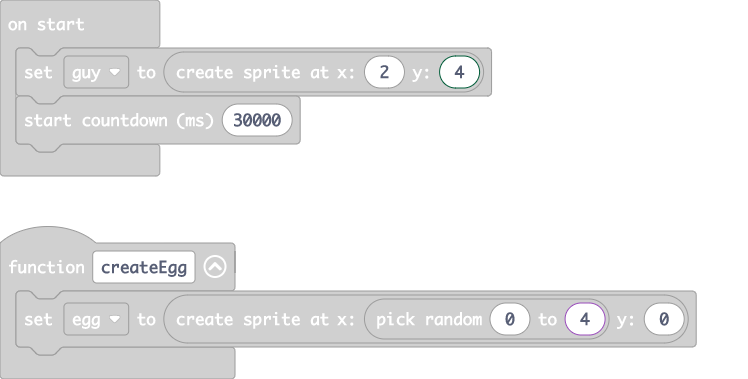 on start
set guy to create sprite at x: 2 y: 4
start countdown (ms) 30000
function createEgg
set egg to create sprite at x: pick random 0 to 4 y: 0